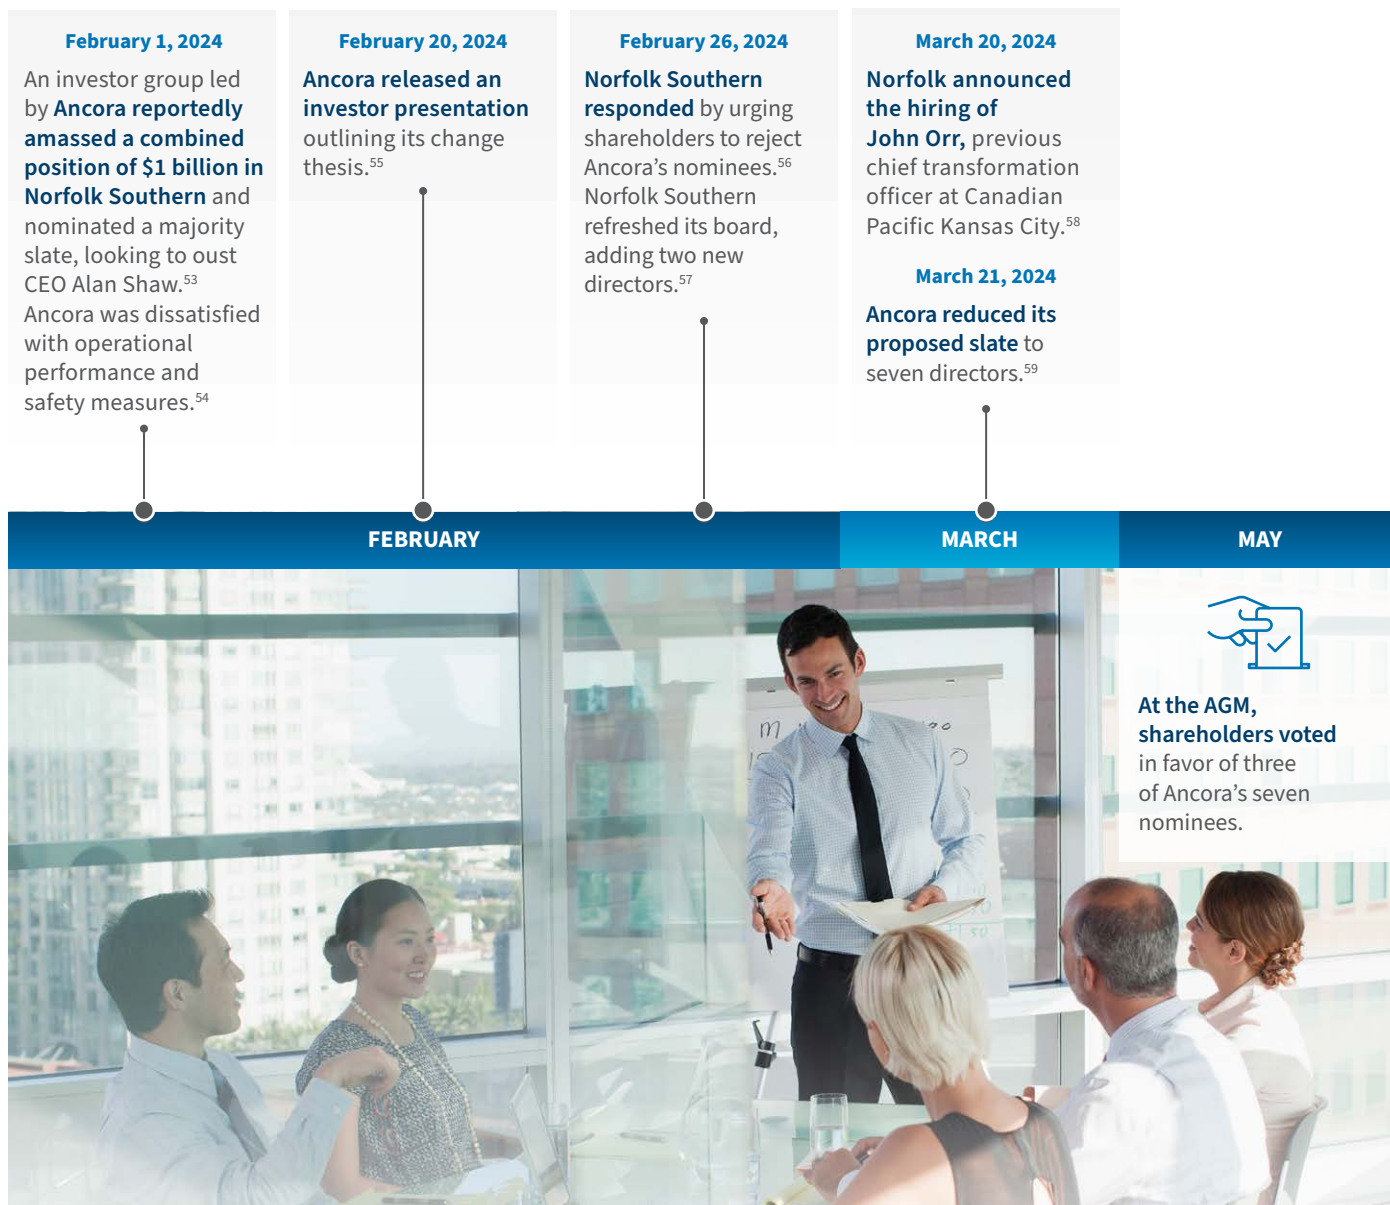 February 1, 2024
An investor group led
by Ancora reportedly
amassed a combined
position of $1 billion in
Norfolk Southern and
nominated a majority
slate, looking to oust
CEO Alan Shaw.53
Ancora was dissatisfied
with operational
performance and
safety measures.54
February 20, 2024
Ancora released an
investor presentation
outlining its change
thesis.55
February 26, 2024
Norfolk Southern
responded by urging
shareholders to reject
Ancora’s nominees.56
Norfolk Southern
refreshed its board,
adding two new
directors.57
March 20, 2024
Norfolk announced
the hiring of
John Orr, previous
chief transformation
officer at Canadian
Pacific Kansas City.58
March 21, 2024
Ancora reduced its
proposed slate to
seven directors.59
FEBRUARY
MARCH
MAY
At the AGM,
shareholders voted
in favor of three
of Ancora’s seven
nominees.